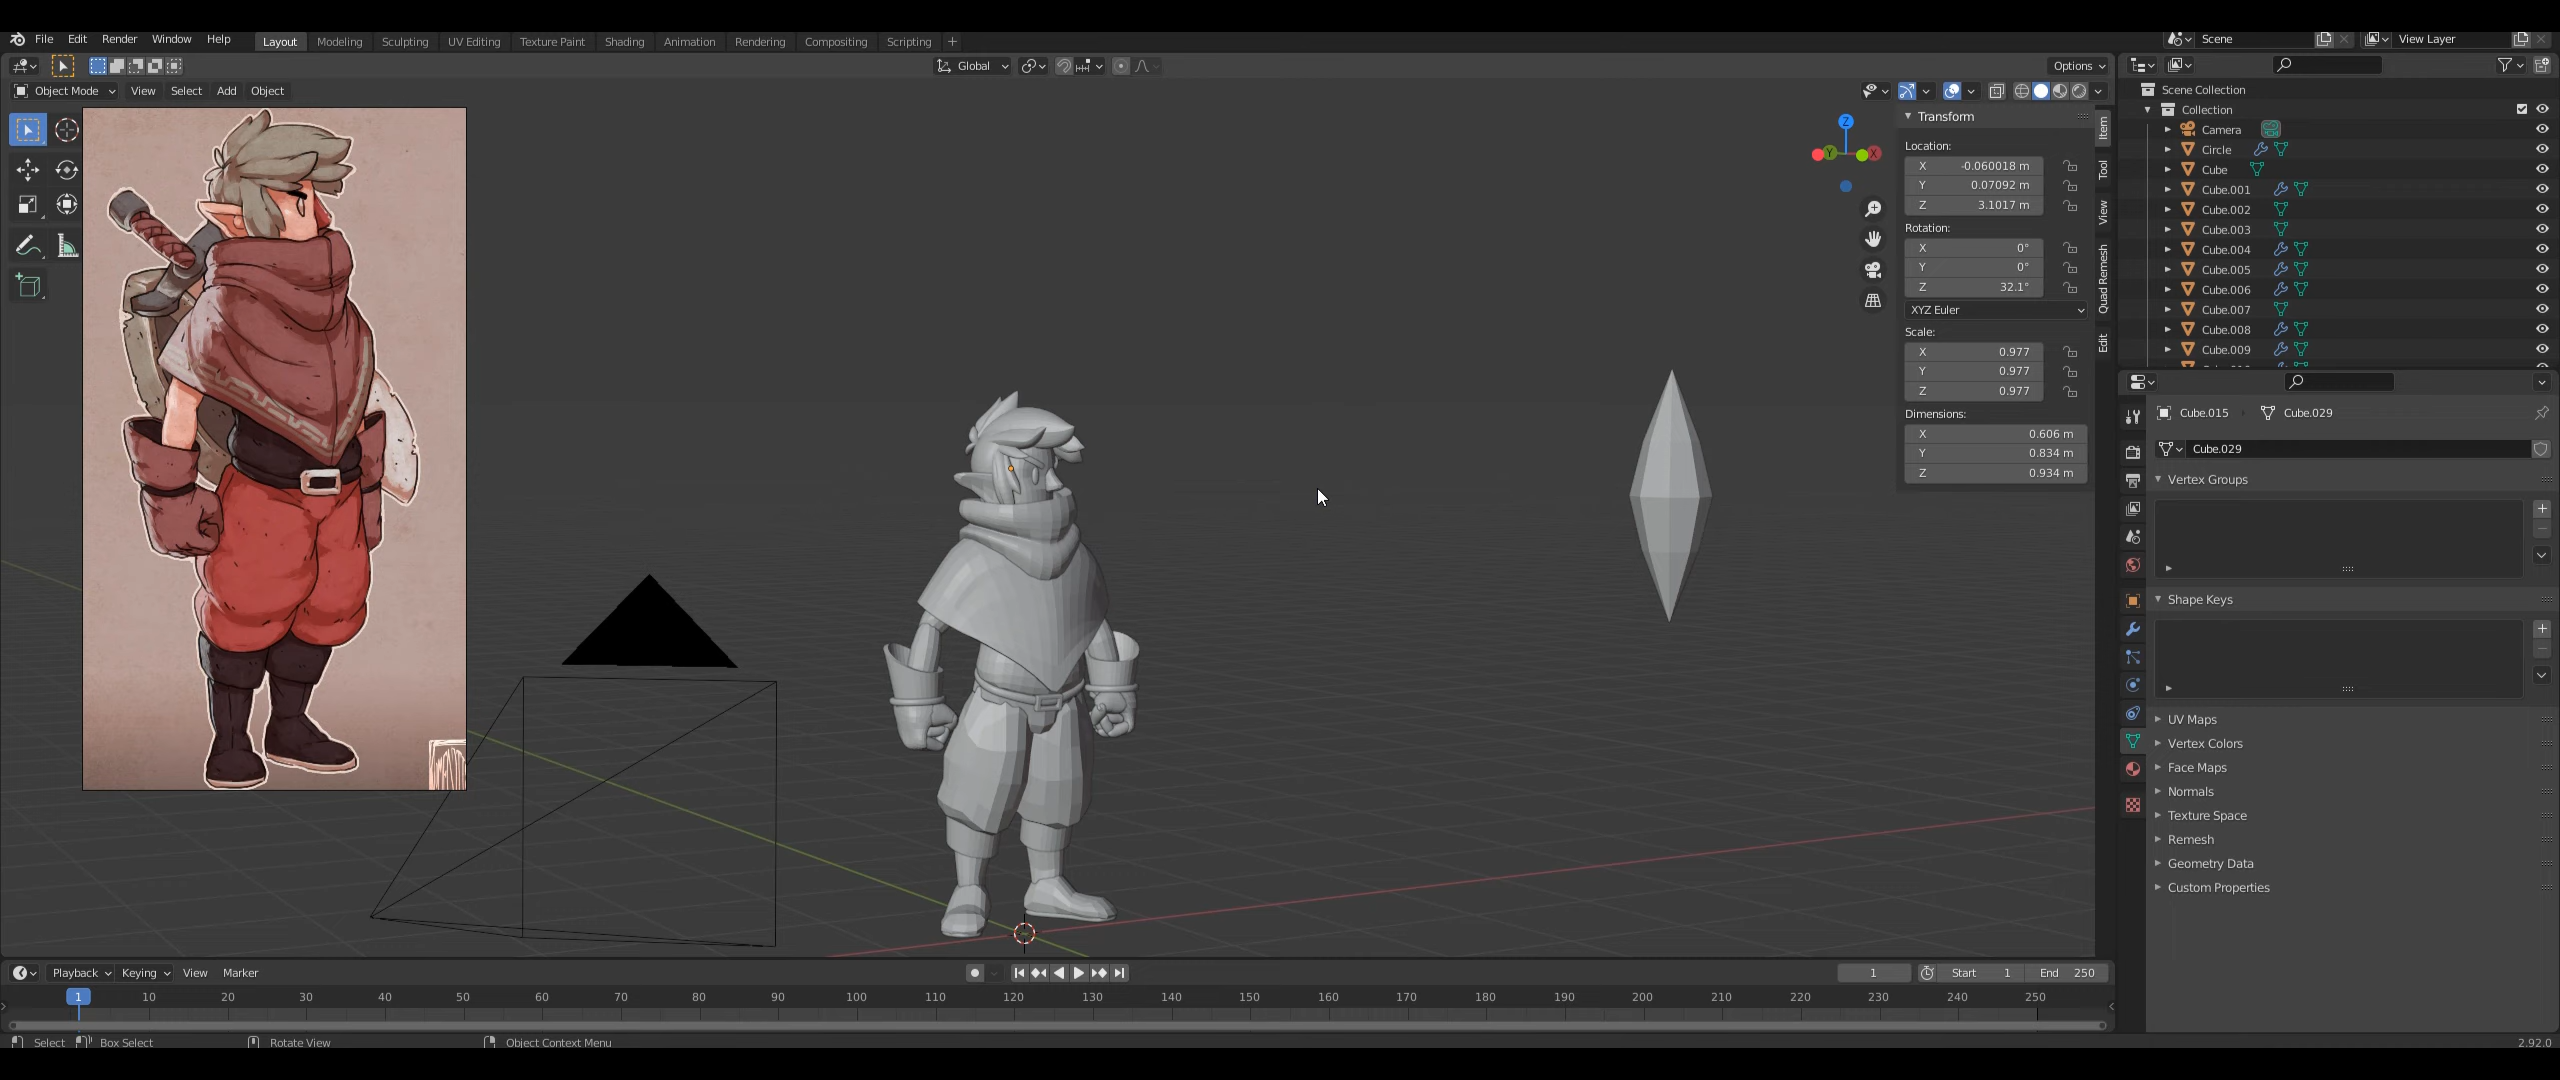 File Edit Render Window Help Layout Modeling Sculpting UV Editing Texture Paint Shading Animation Rendering Compositing Scripting + Scene View Layer
Global Options
Object Mode View Select Add Object
Transform
Location:
X -0.060018 m
Y 0.07092 m
Z 3.1017 m
Rotation:
X 0°
Y 0°
Z 32.1°
XYZ Euler
Scale:
X 0.977
Y 0.977
Z 0.977
Dimensions:
X 0.606 m
Y 0.834 m
Z 0.934 m
Item
Tool
View
Quad Remesh
Edit
Z
Y
X
Scene Collection
Collection
Camera
Circle
Cube
Cube.001
Cube.002
Cube.003
Cube.004
Cube.005
Cube.006
Cube.007
Cube.008
Cube.009
Cube.015 Cube.029
Cube.029
Vertex Groups
Shape Keys
UV Maps
Vertex Colors
Face Maps
Normals
Texture Space
Remesh
Geometry Data
Custom Properties
Playback Keying View Marker 1 Start 1 End 250
1 10 20 30 40 50 60 70 80 90 100 110 120 130 140 150 160 170 180 190 200 210 220 230 240 250
Select Box Select Rotate View Object Context Menu 2.92.0